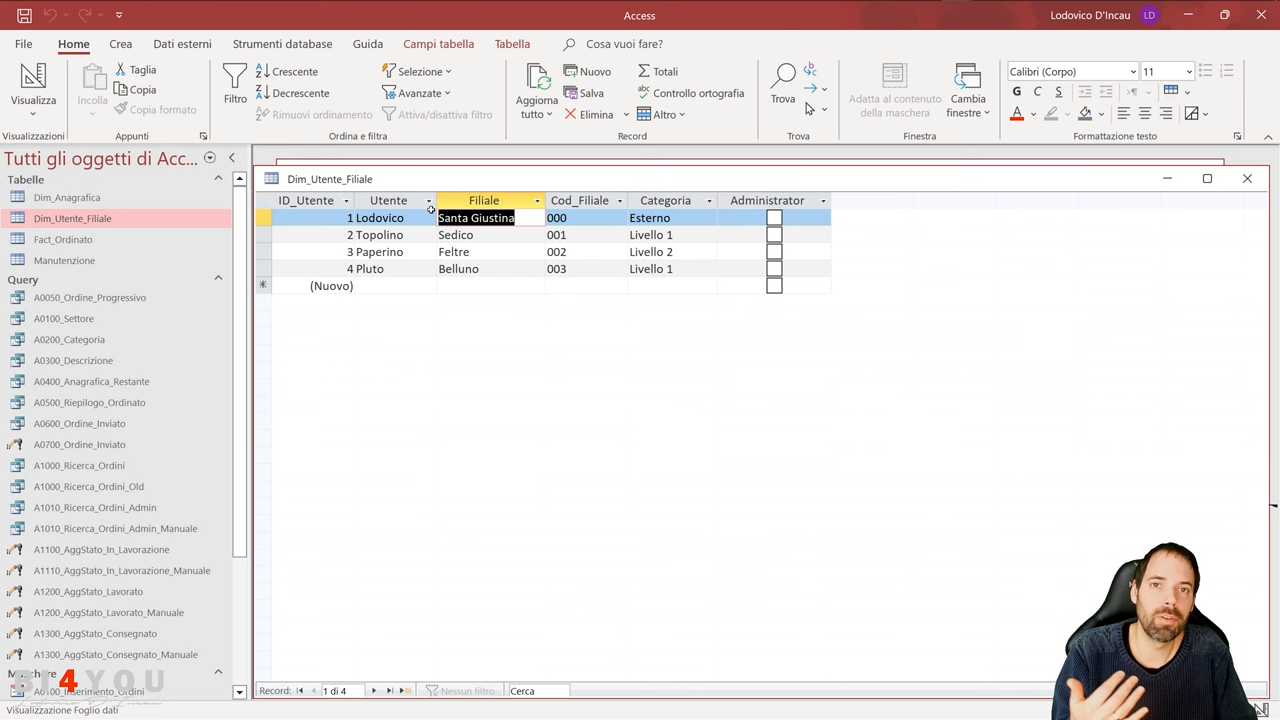 Access
Lodovico D'Incau
LD
File
Home
Crea
Dati esterni
Strumenti database
Guida
Campi tabella
Tabella
Cosa vuoi fare?
Visualizza
Visualizzazioni
Incolla
Taglia
Copia
Copia formato
Appunti
Filtro
Crescente
Decrescente
Rimuovi ordinamento
Selezione
Avanzate
Attiva/disattiva filtro
Ordina e filtra
Aggiorna tutto
Nuovo
Salva
Elimina
Totali
Controllo ortografia
Altro
Record
Trova
Trova
Adatta al contenuto
della maschera
Cambia
finestre
Finestra
Calibri (Corpo)
11
G C S
A
Formattazione testo
Tutti gli oggetti di Acc...
Tabelle
Dim_Anagrafica
Dim_Utente_Filiale
Fact_Ordinato
Manutenzione
Query
A0050_Ordine_Progressivo
A0100_Settore
A0200_Categoria
A0300_Descrizione
A0400_Anagrafica_Restante
A0500_Riepilogo_Ordinato
A0600_Ordine_Inviato
A0700_Ordine_Inviato
A1000_Ricerca_Ordini
A1000_Ricerca_Ordini_Old
A1010_Ricerca_Ordini_Admin
A1010_Ricerca_Ordini_Admin_Manuale
A1100_AggStato_In_Lavorazione
A1110_AggStato_In_Lavorazione_Manuale
A1200_AggStato_Lavorato
A1200_AggStato_Lavorato_Manuale
A1300_AggStato_Consegnato
A1300_AggStato_Consegnato_Manuale
A0100_Inserimento_Ordini
BI4YOU
Dim_Utente_Filiale
ID_Utente Utente Filiale Cod_Filiale Categoria Administrator
1 Lodovico Santa Giustina 000 Esterno
2 Topolino Sedico 001 Livello 1
3 Paperino Feltre 002 Livello 2
4 Pluto Belluno 003 Livello 1
(Nuovo)
Record: 1 di 4 Nessun filtro Cerca
Visualizzazione Foglio dati